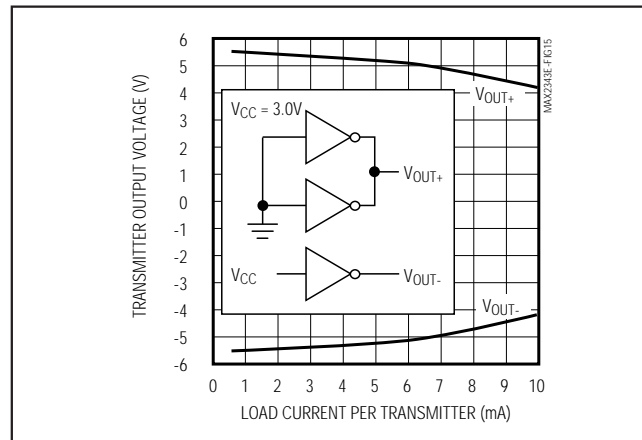 6
5
4
3
2
1
0
-1
-2
-3
-4
-5
-6
TRANSMITTER OUTPUT VOLTAGE (V)
MAX2343E-FIG15
VOUT+
VCC = 3.0V
VOUT+
VCC
VOUT-
VOUT-
0 1 2 3 4 5 6 7 8 9 10
LOAD CURRENT PER TRANSMITTER (mA)